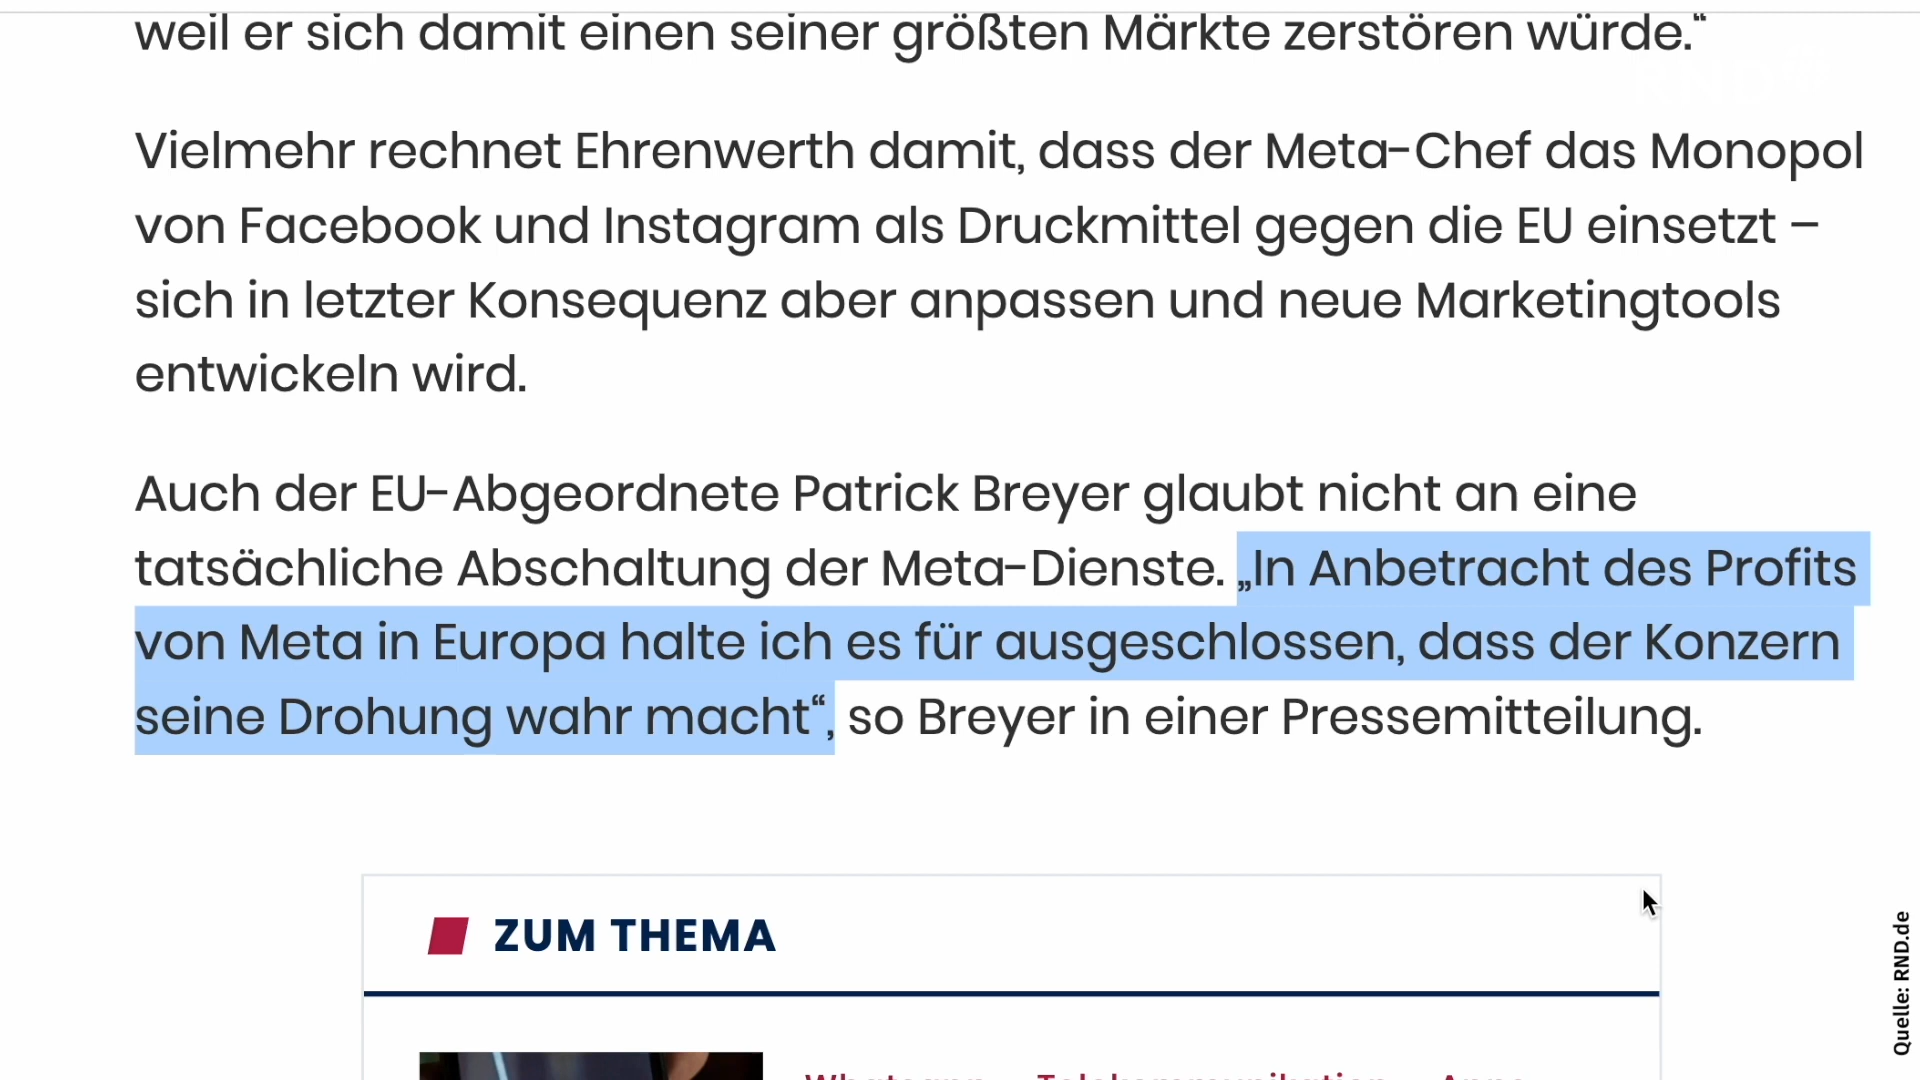 weil er sich damit einen seiner größten Märkte zerstören würde.“
Vielmehr rechnet Ehrenwerth damit, dass der Meta-Chef das Monopol
von Facebook und Instagram als Druckmittel gegen die EU einsetzt –
sich in letzter Konsequenz aber anpassen und neue Marketingtools
entwickeln wird.
Auch der EU-Abgeordnete Patrick Breyer glaubt nicht an eine
tatsächliche Abschaltung der Meta-Dienste. „In Anbetracht des Profits
von Meta in Europa halte ich es für ausgeschlossen, dass der Konzern
seine Drohung wahr macht“, so Breyer in einer Pressemitteilung.
ZUM THEMA
Quelle: RND.de